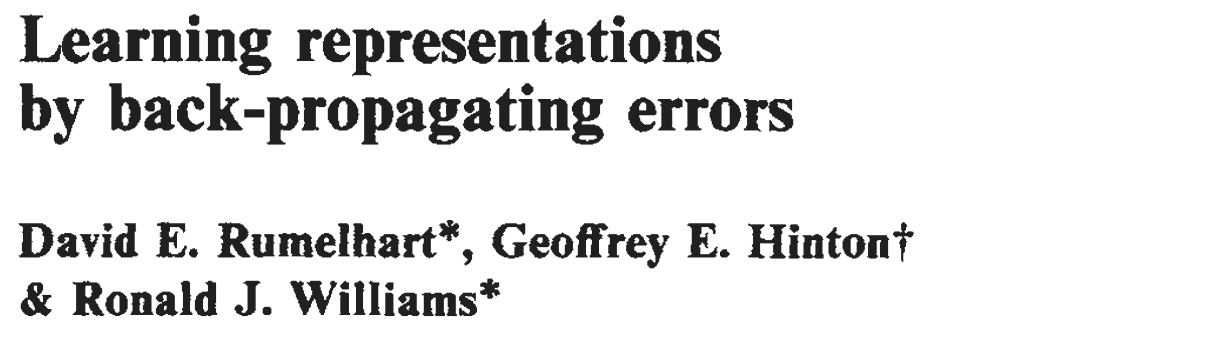 Learning representations
by back-propagating errors
David E. Rumelhart*, Geoffrey E. Hinton†
& Ronald J. Williams*